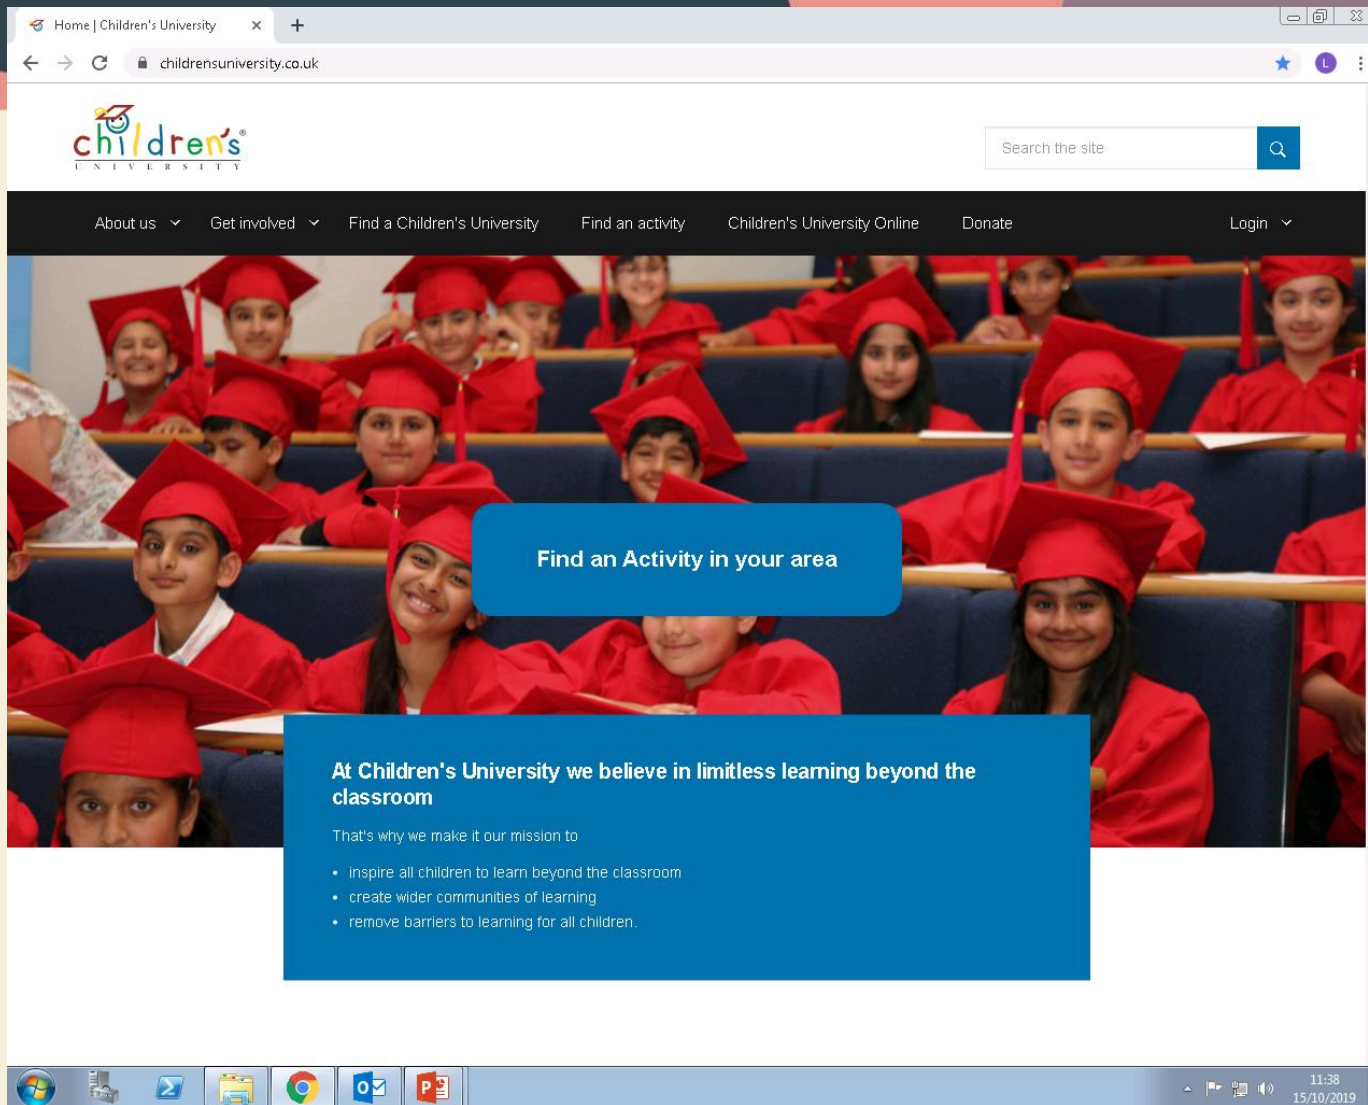 Home | Children's University
childrensuniversity.co.uk
L
children's®
UNIVERSITY
Search the site
About us Get involved Find a Children's University Find an activity Children's University Online Donate Login
Find an Activity in your area
At Children's University we believe in limitless learning beyond the
classroom
That's why we make it our mission to
• inspire all children to learn beyond the classroom
• create wider communities of learning
• remove barriers to learning for all children.
11:38
15/10/2019